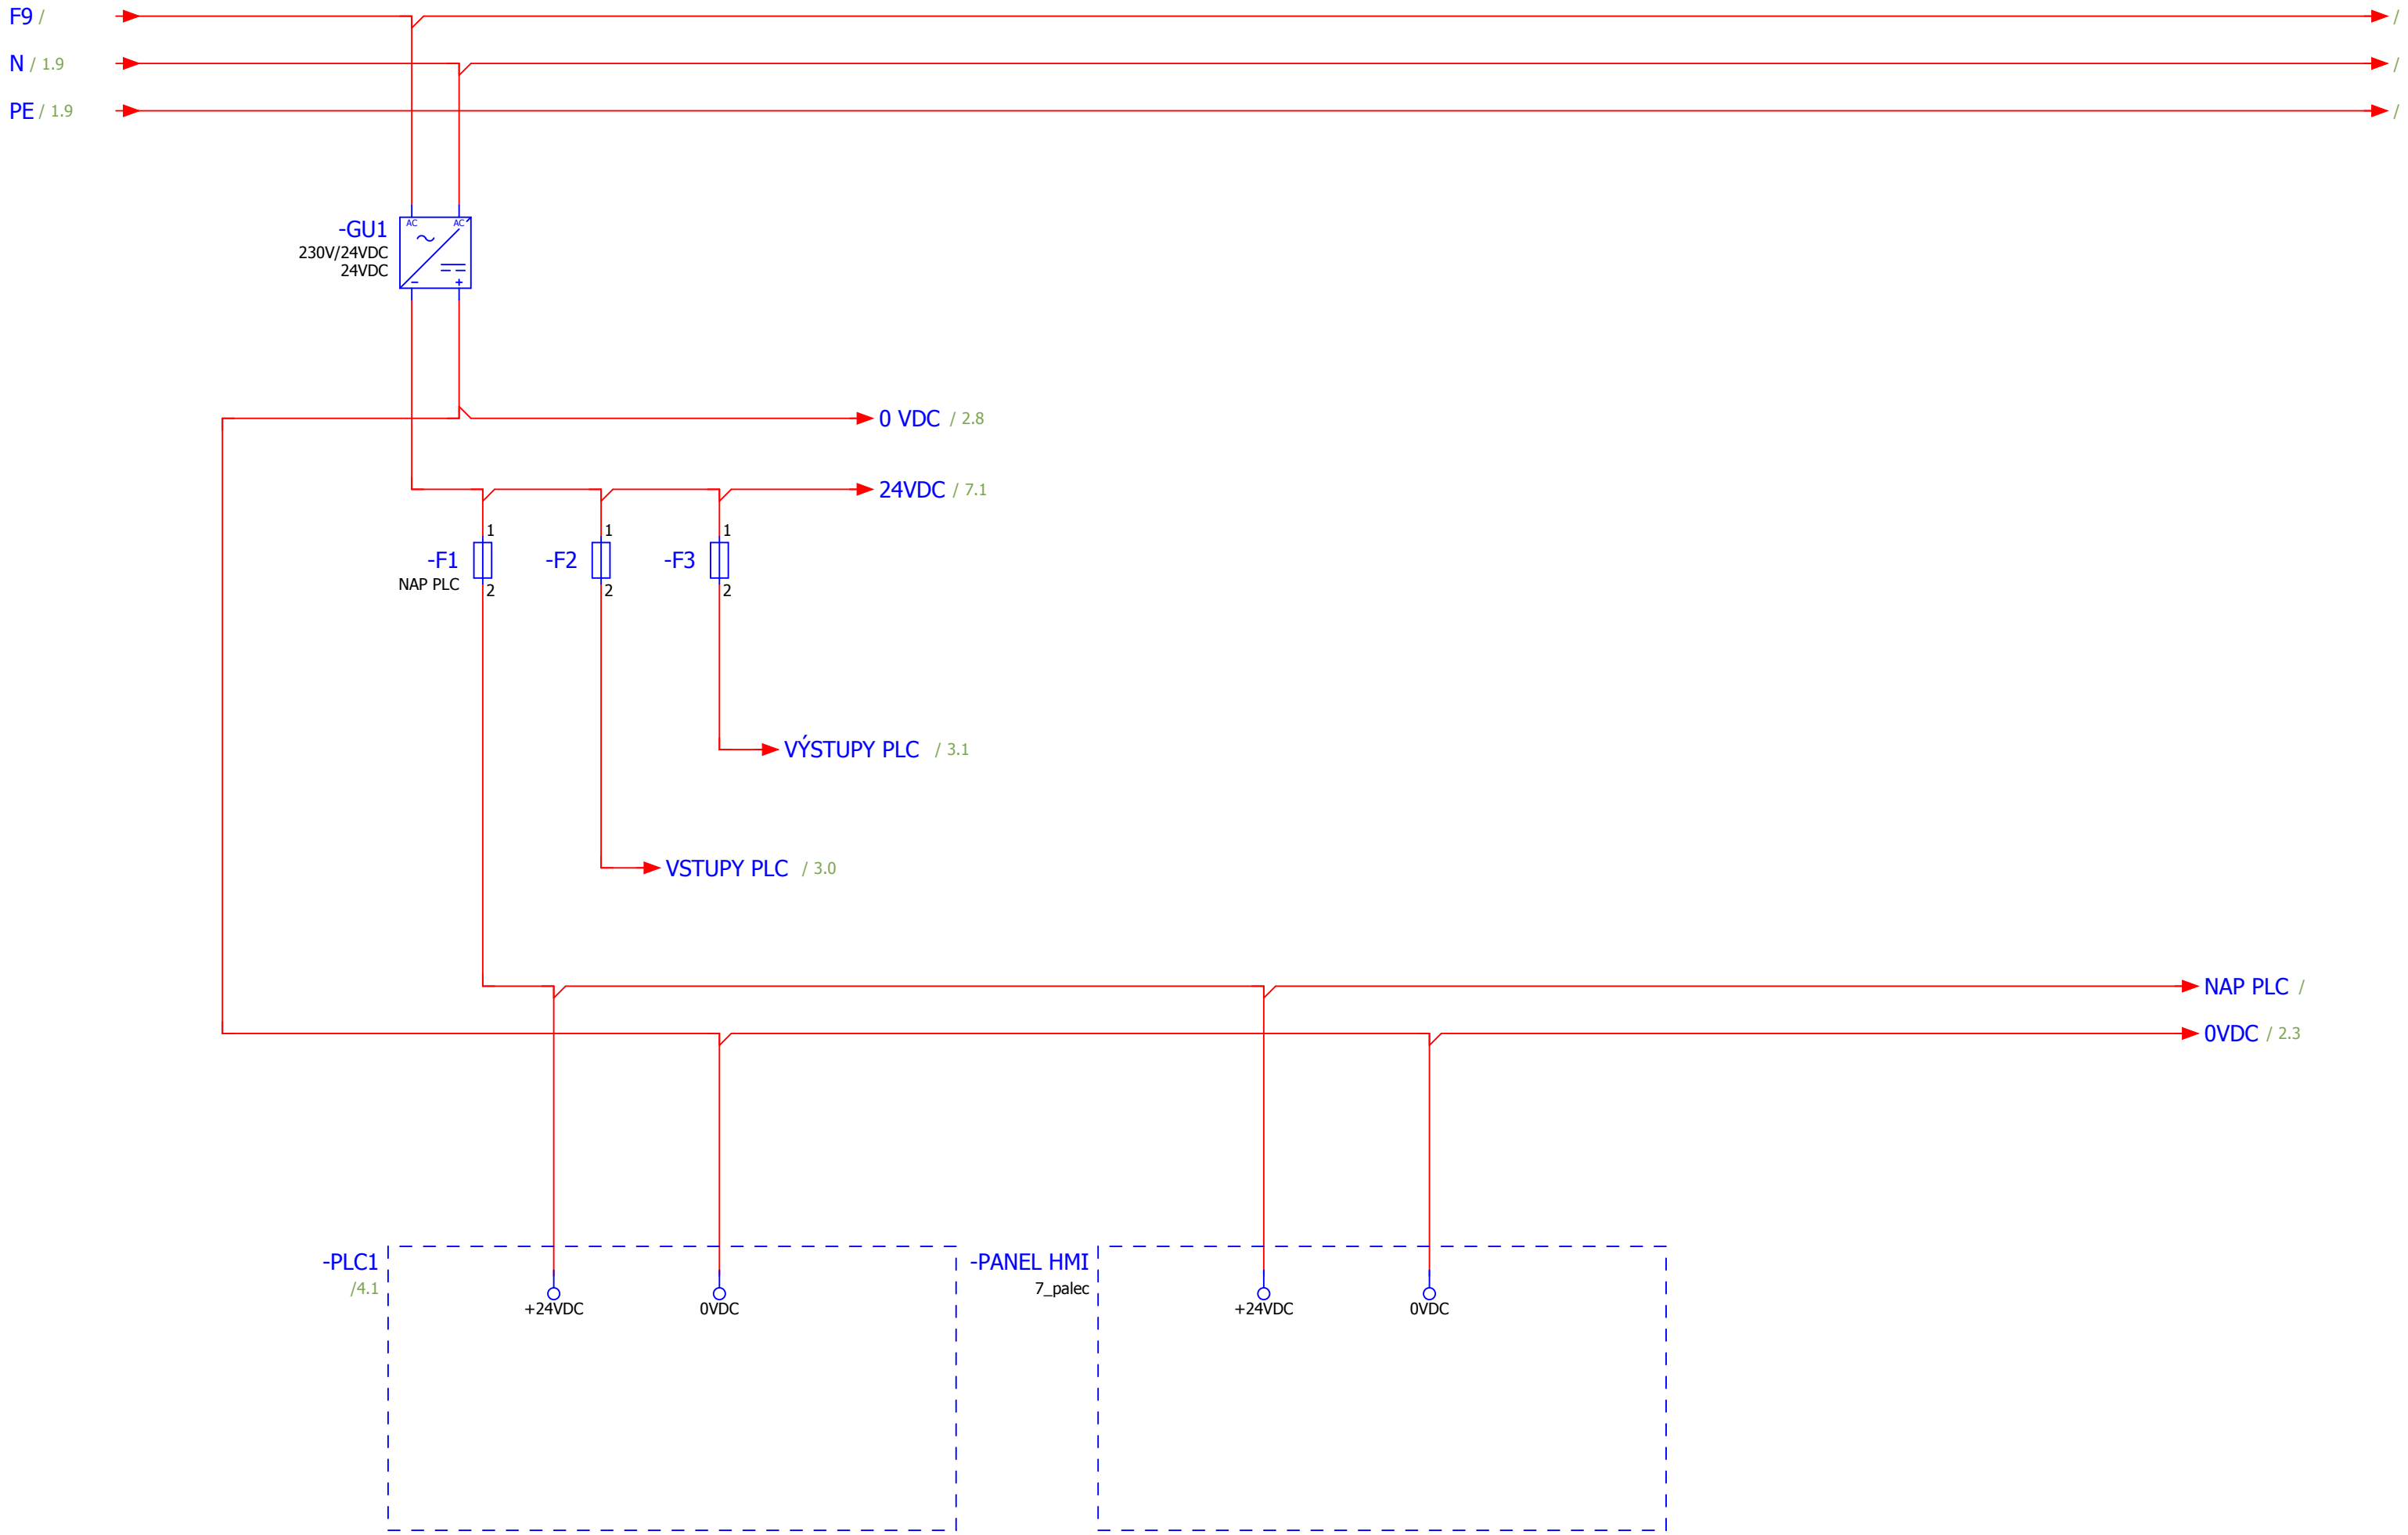 F9 /
/
N / 1.9
/
PE / 1.9
/
-GU1
230V/24VDC
24VDC
AC
AC
-
+
0 VDC / 2.8
24VDC / 7.1
-F1
NAP PLC
1
2
-F2
1
2
-F3
1
2
VÝSTUPY PLC / 3.1
VSTUPY PLC / 3.0
NAP PLC /
0VDC / 2.3
-PLC1
/4.1
+24VDC
0VDC
-PANEL HMI
7_palec
+24VDC
0VDC